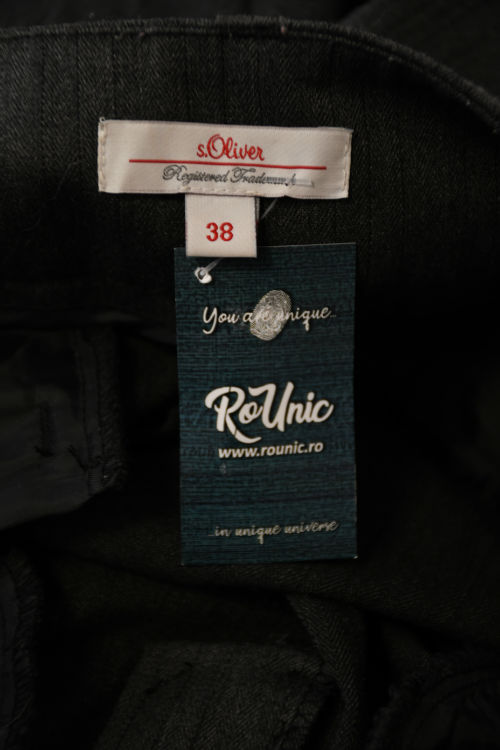 s.Oliver
Registered Trademark
38
You are unique...
RoUnic
www.rounic.ro
...in unique universe